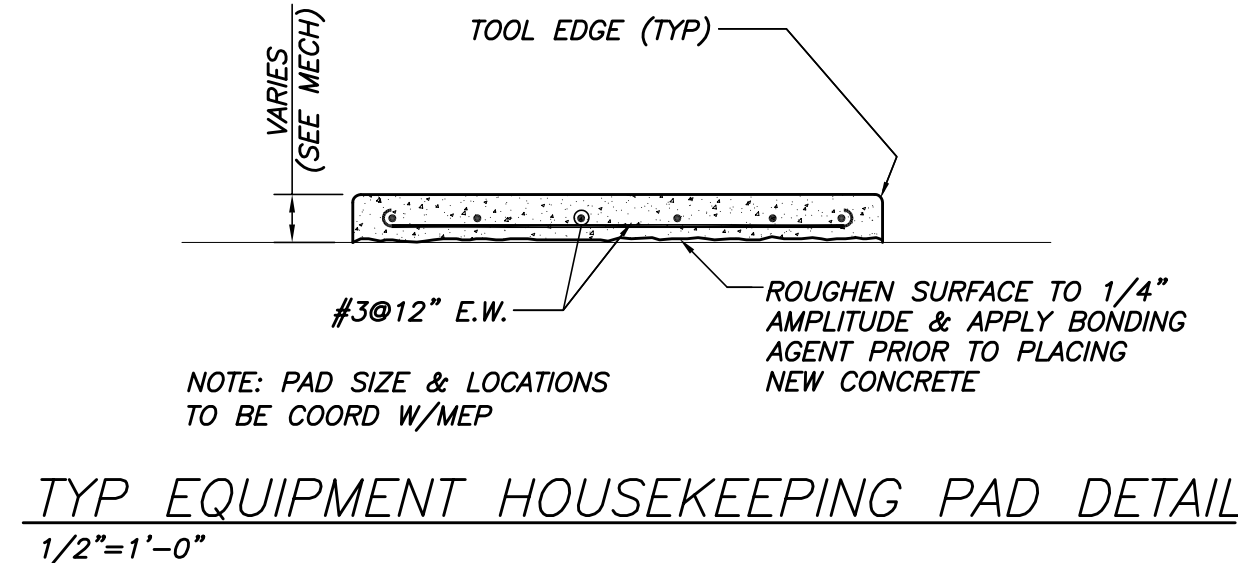 TOOL EDGE (TYP)
VARIES
(SEE MECH)
#3@12" E.W.
ROUGHEN SURFACE TO 1/4"
AMPLITUDE & APPLY BONDING
AGENT PRIOR TO PLACING
NEW CONCRETE
NOTE: PAD SIZE & LOCATIONS
TO BE COORD W/MEP
TYP EQUIPMENT HOUSEKEEPING PAD DETAIL
1/2"=1'-0"